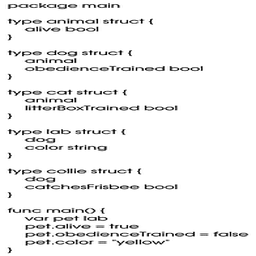 package main

type animal struct {
    alive bool
}

type dog struct {
    animal
    obedienceTrained bool
}

type cat struct {
    animal
    litterBoxTrained bool
}

type lab struct {
    dog
    color string
}

type collie struct {
    dog
    catchesFrisbee bool
}

func main() {
    var pet lab
    pet.alive = true
    pet.obedienceTrained = false
    pet.color = "yellow"
}